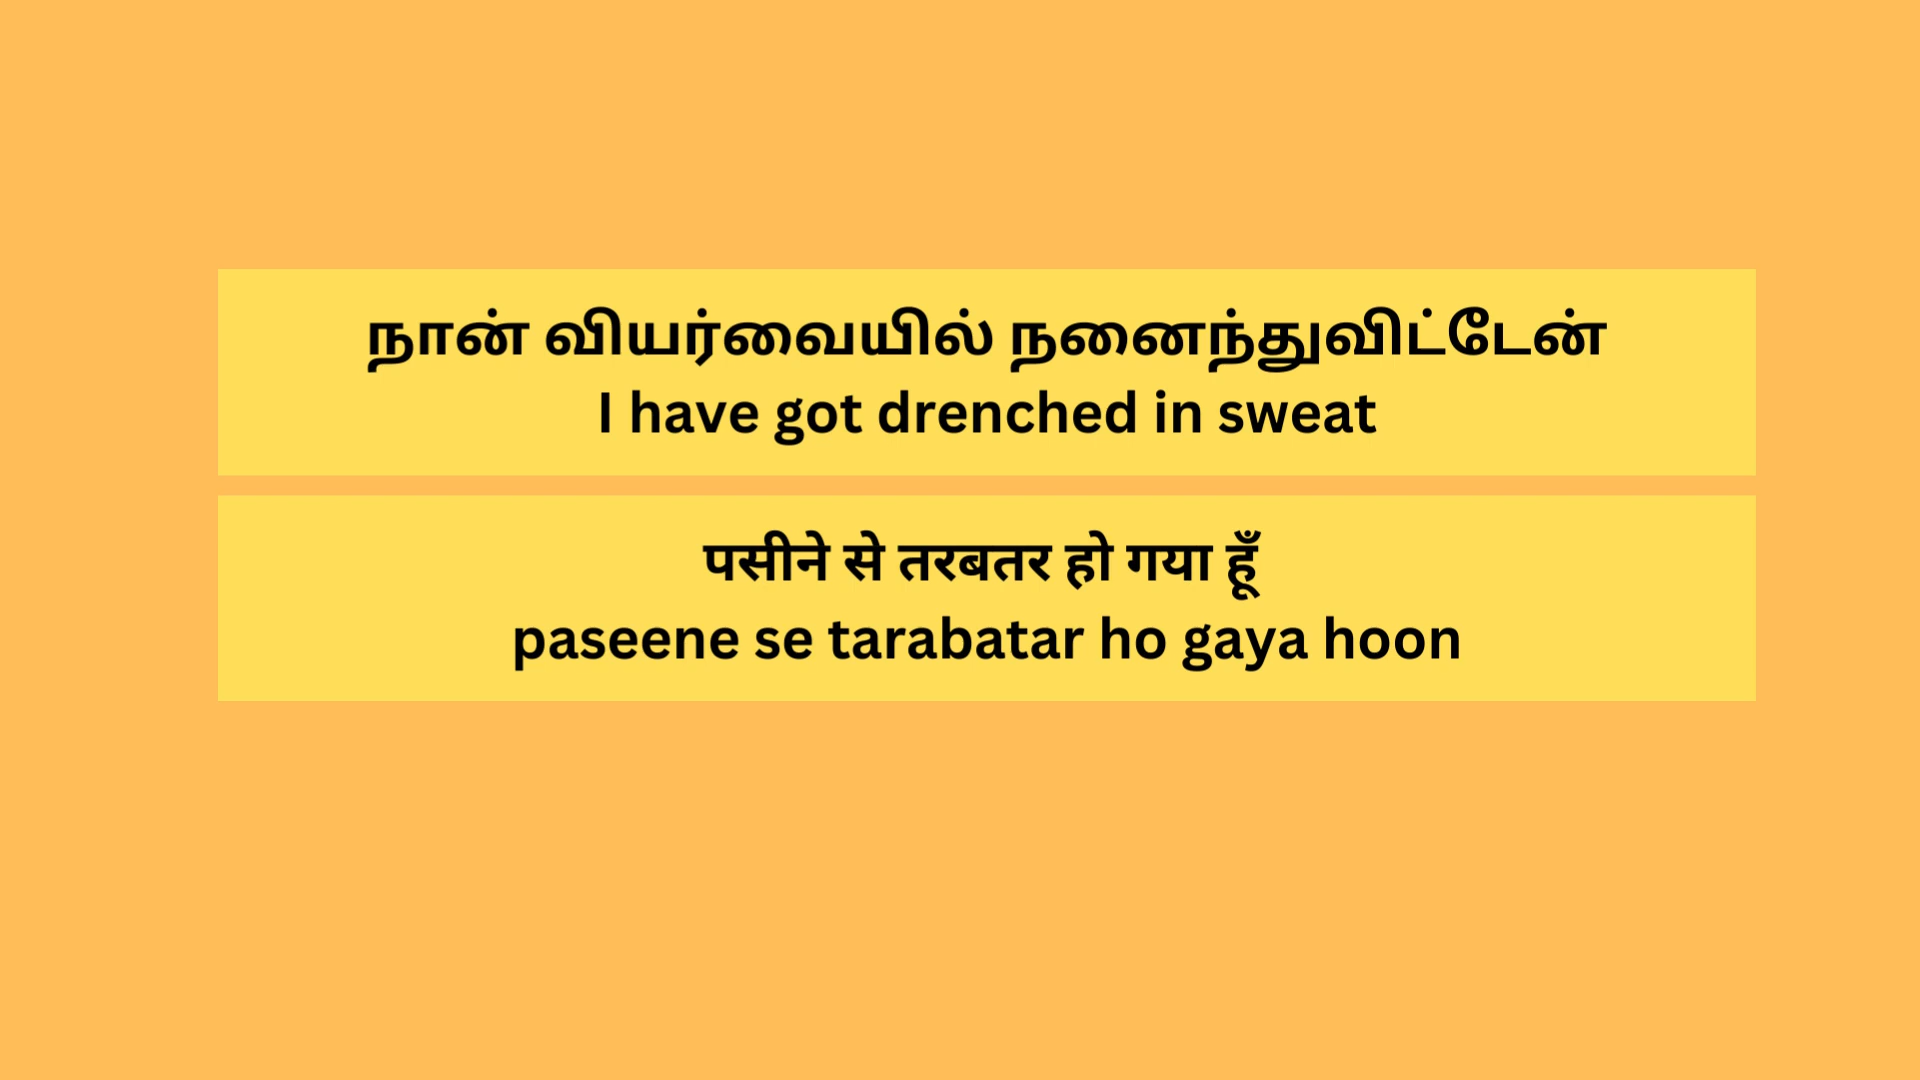 நான் வியர்வையில் நனைந்துவிட்டேன்
I have got drenched in sweat
पसीने से तरबतर हो गया हूँ
paseene se tarabatar ho gaya hoon